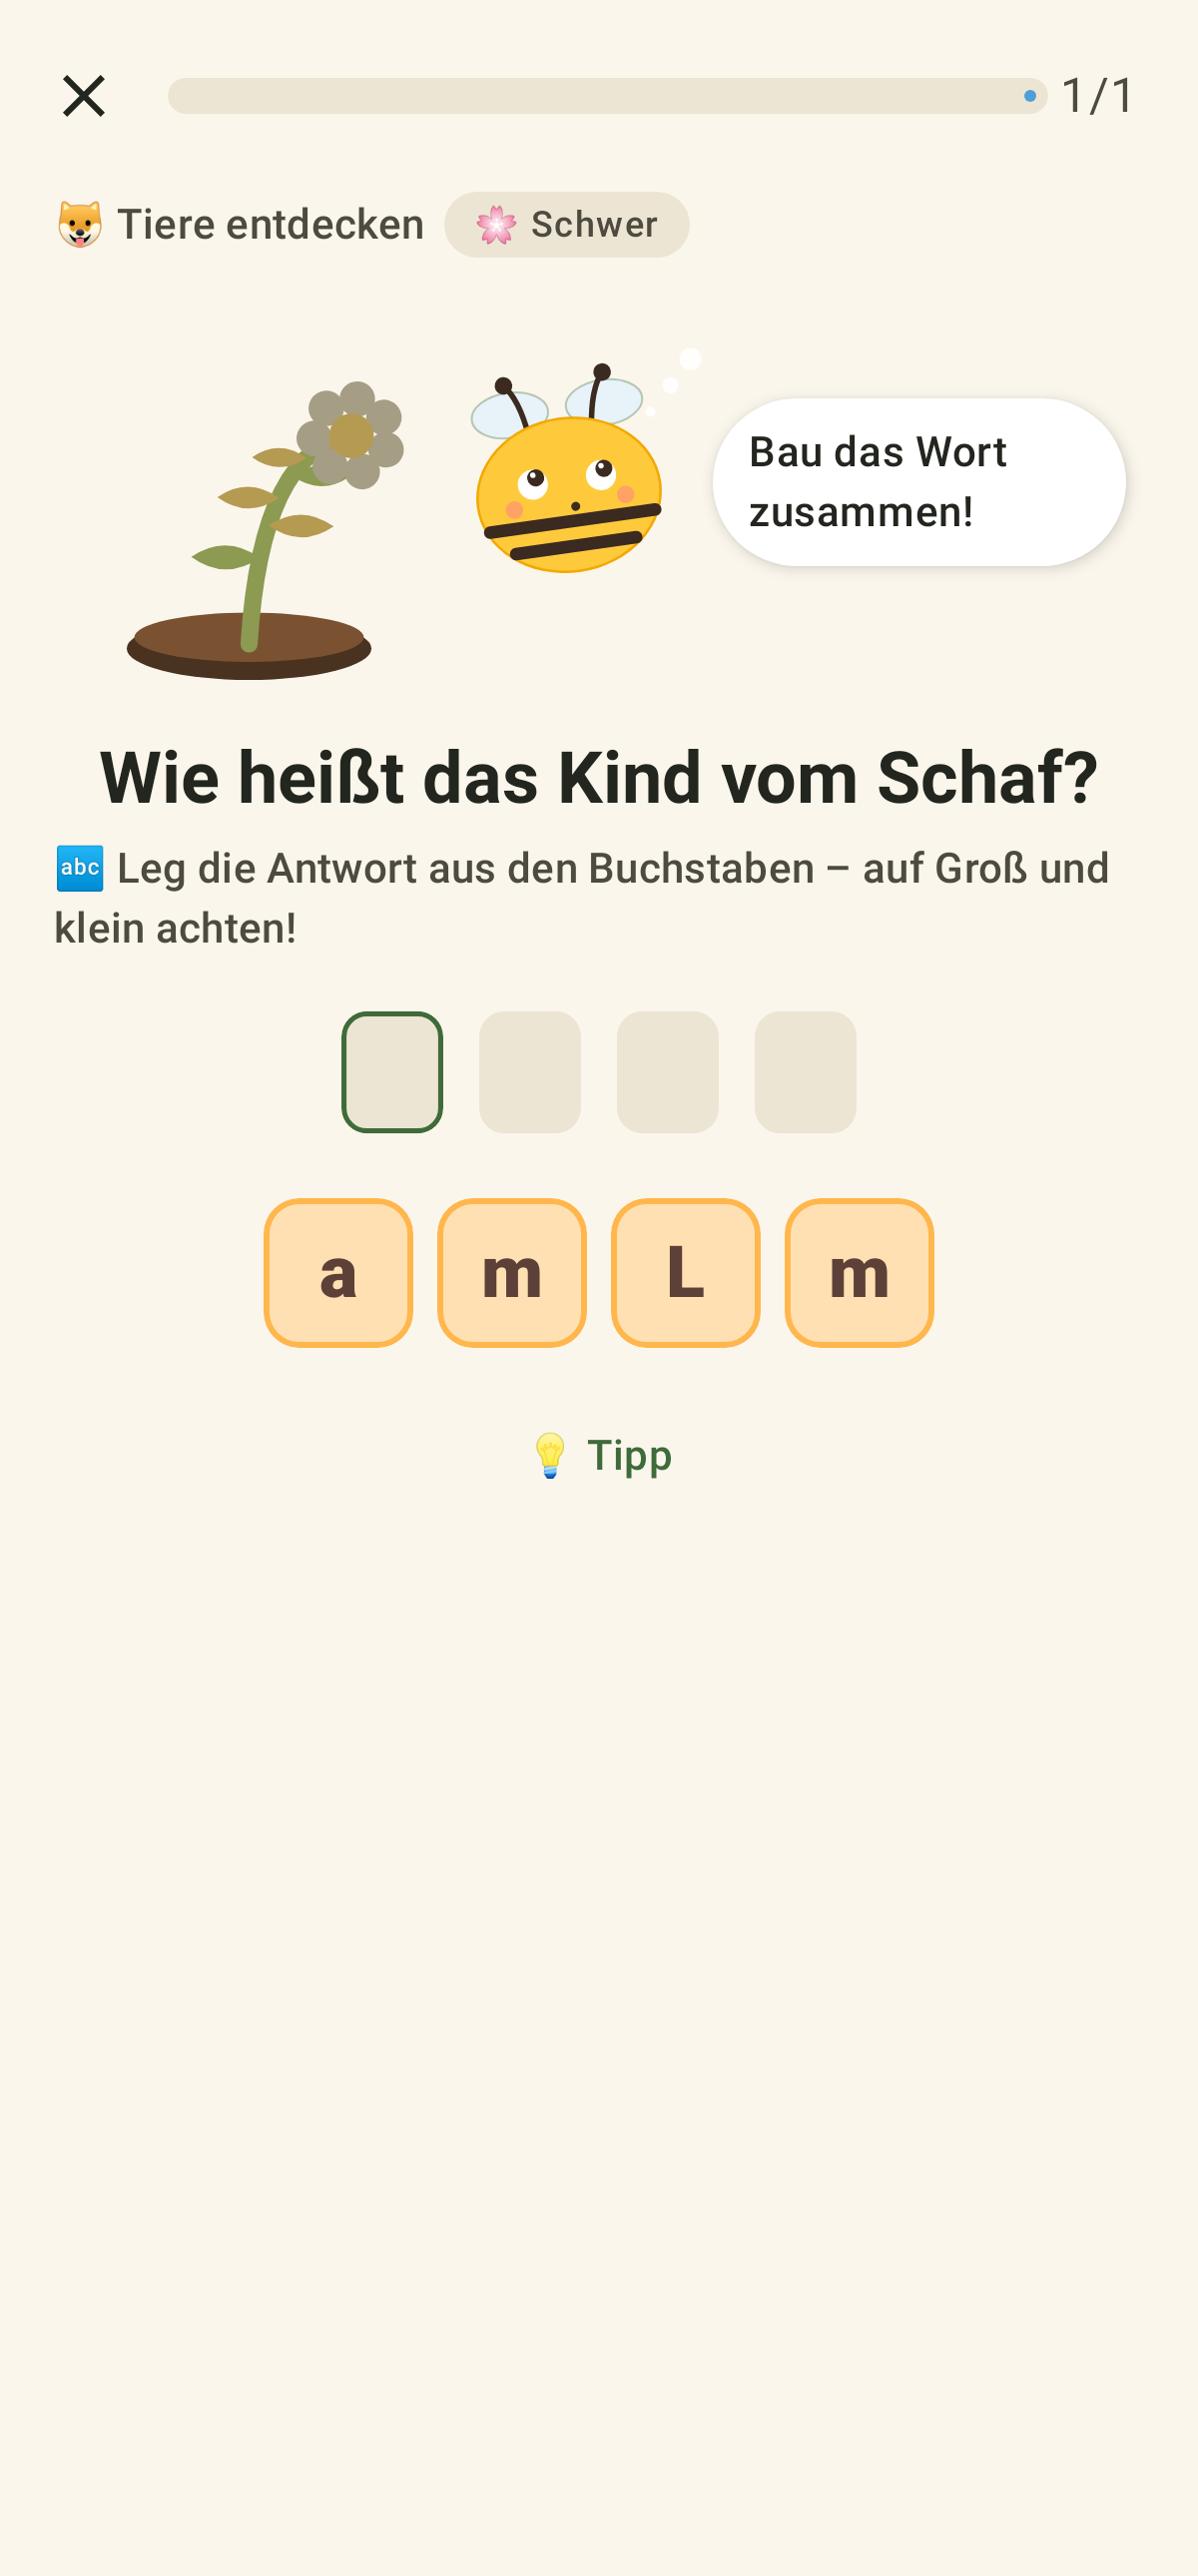 1/1
Tiere entdecken
Schwer
Bau das Wort
zusammen!
Wie heißt das Kind vom Schaf?
abc Leg die Antwort aus den Buchstaben – auf Groß und
klein achten!
a m L m
Tipp